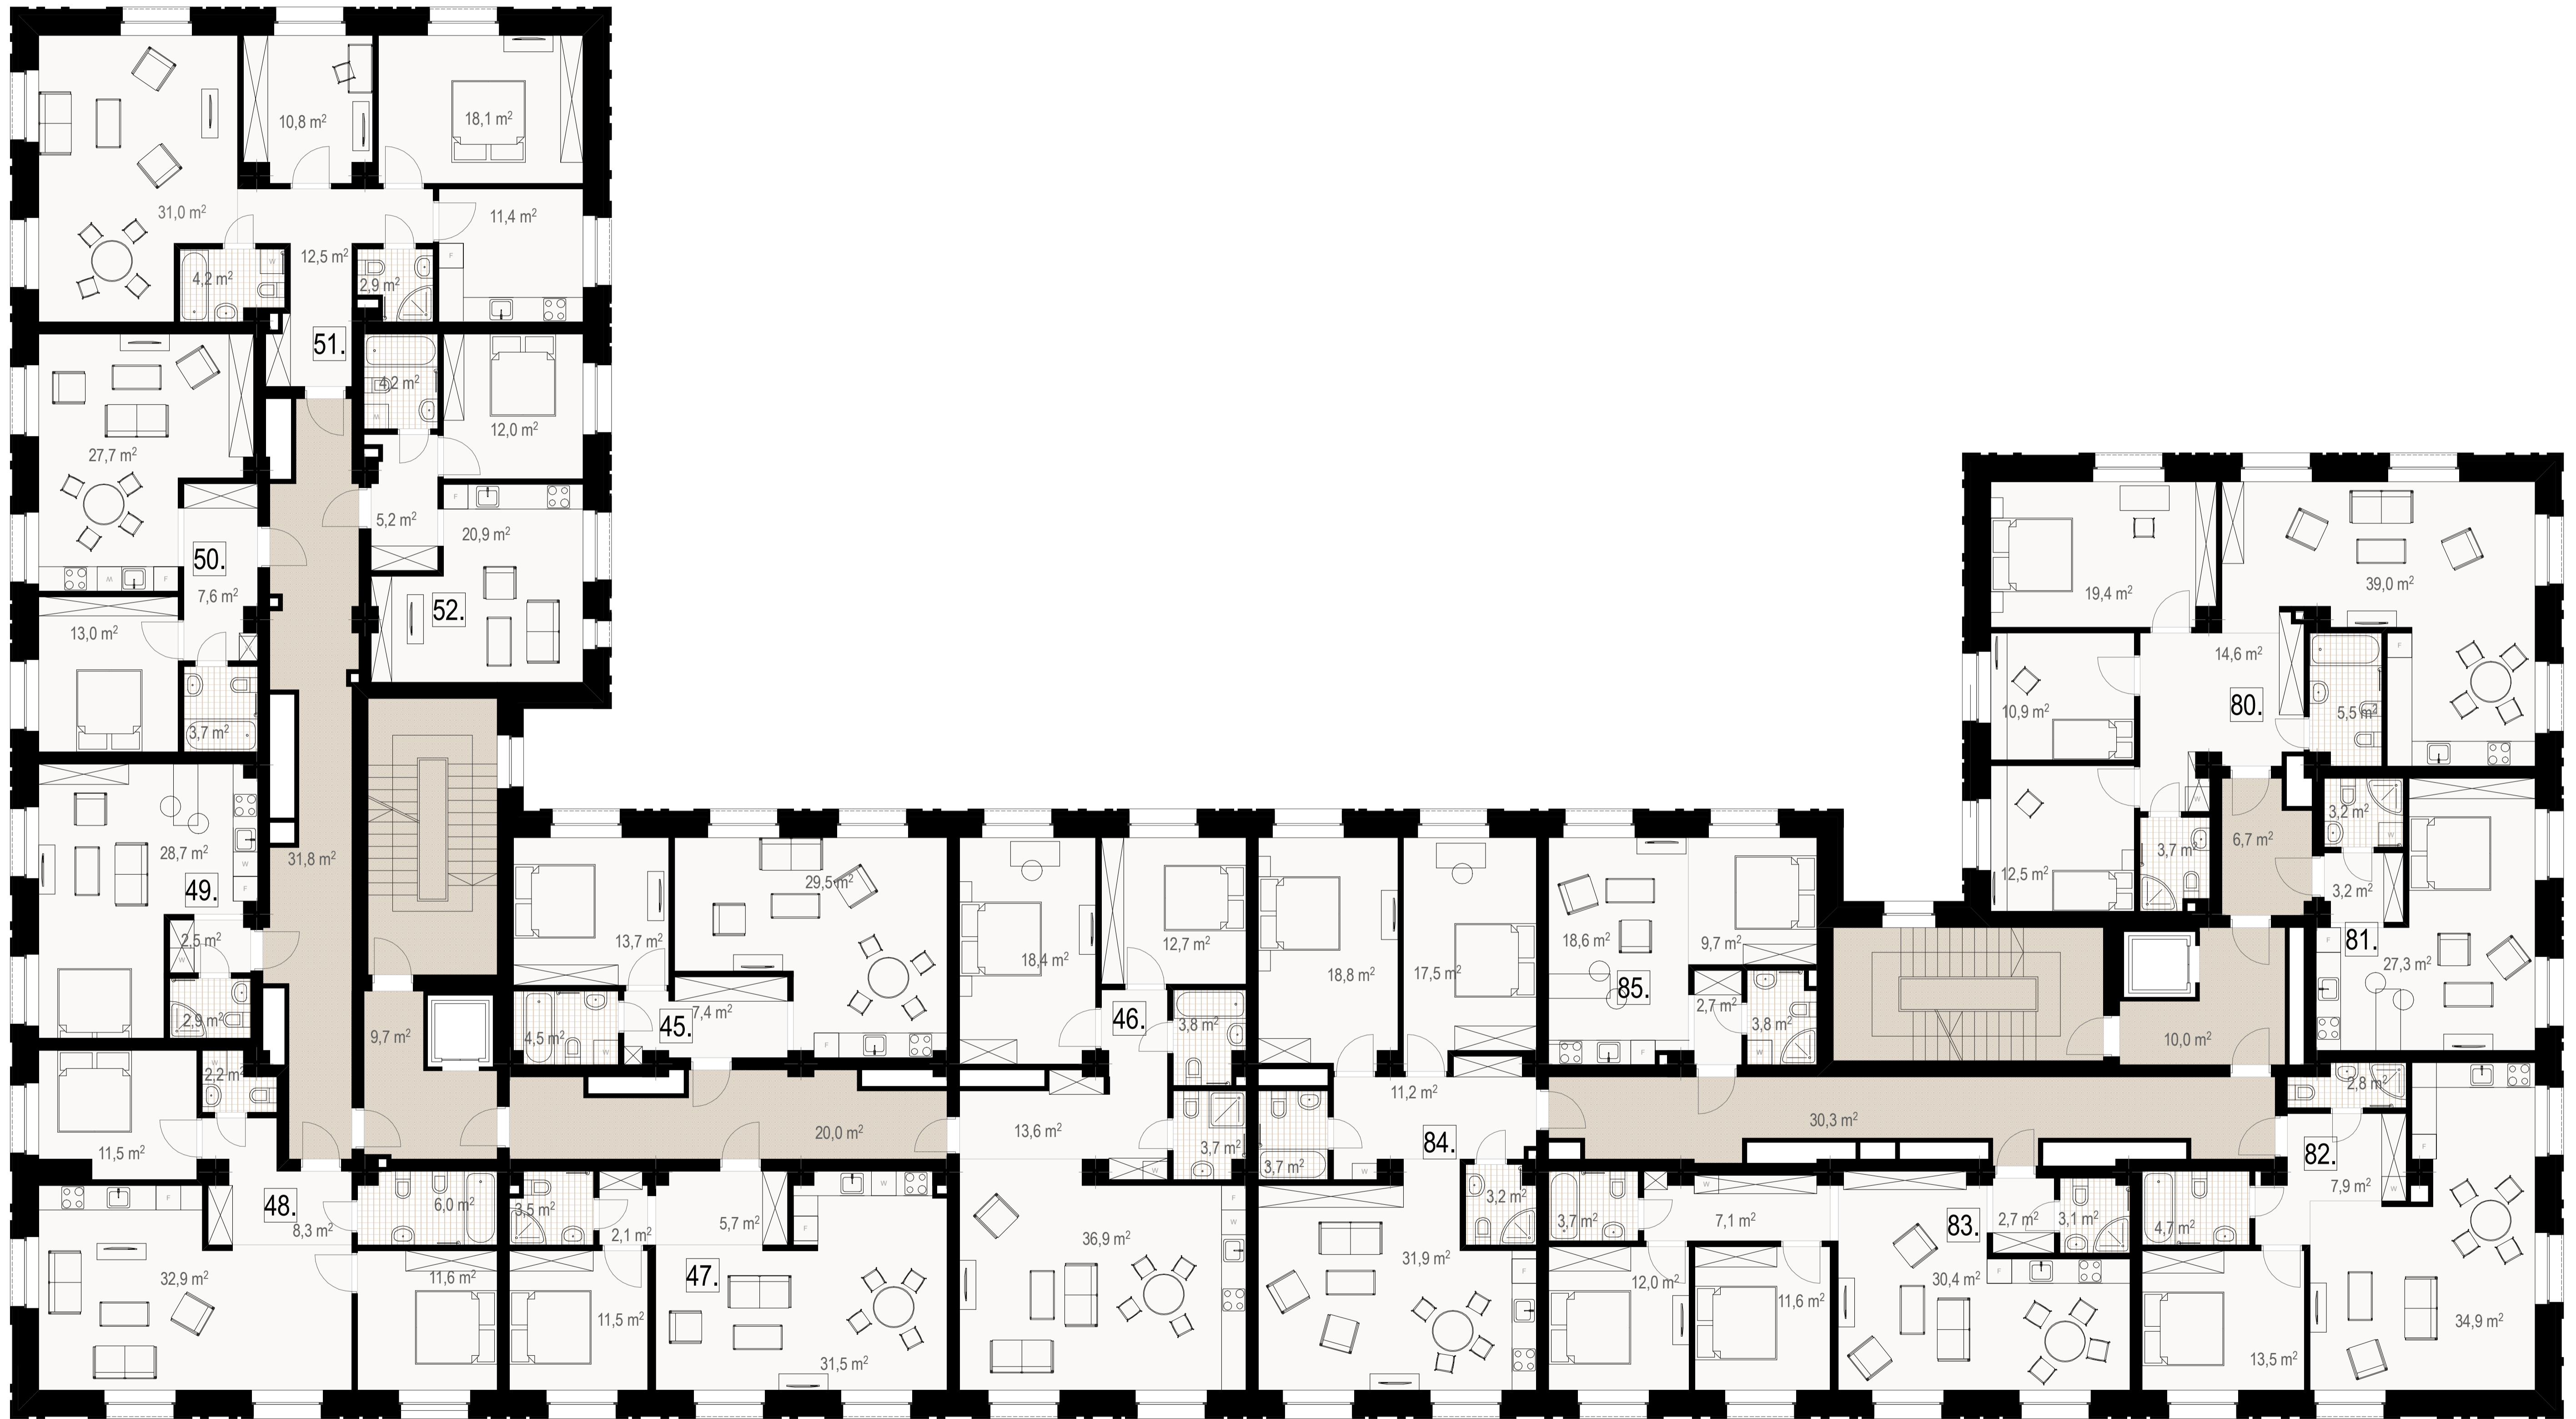 18,1 m²
10,8 m²
31,0 m²
11,4 m²
12,5 m²
4,2 m²
2,9 m²
51.
4,2 m²
12,0 m²
27,7 m²
5,2 m²
20,9 m²
50.
7,6 m²
52.
13,0 m²
3,7 m²
28,7 m²
31,8 m²
49.
2,5 m²
2,9 m²
9,7 m²
2,2 m²
11,5 m²
48.
8,3 m²
6,0 m²
32,9 m²
11,6 m²
29,5 m²
13,7 m²
7,4 m²
45.
4,5 m²
20,0 m²
3,5 m²
2,1 m²
5,7 m²
47.
11,5 m²
31,5 m²
18,4 m²
12,7 m²
46.
3,8 m²
13,6 m²
3,7 m²
36,9 m²
18,8 m²
17,5 m²
11,2 m²
84.
3,7 m²
3,2 m²
31,9 m²
18,6 m²
9,7 m²
85.
2,7 m²
3,8 m²
30,3 m²
3,7 m²
7,1 m²
83.
2,7 m²
3,1 m²
12,0 m²
11,6 m²
30,4 m²
39,0 m²
19,4 m²
14,6 m²
80.
10,9 m²
5,5 m²
12,5 m²
3,7 m²
6,7 m²
3,2 m²
3,2 m²
81.
27,3 m²
10,0 m²
2,8 m²
82.
7,9 m²
4,7 m²
13,5 m²
34,9 m²
W
F